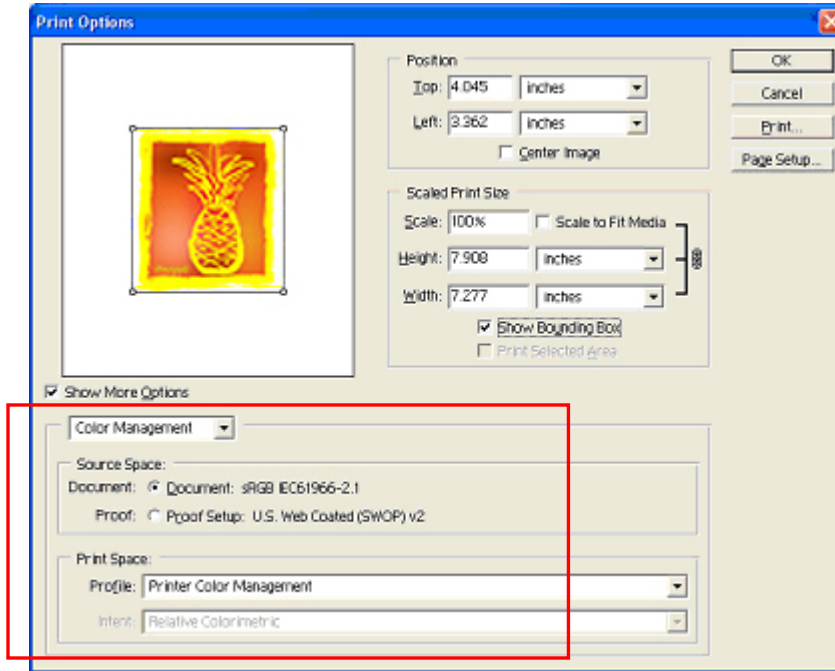 Print Options
Position
Top: 4.045 inches
Left: 3.362 inches
Center Image
OK
Cancel
Print...
Page Setup...
Scaled Print Size
Scale: 100% Scale to Fit Media
Height: 7.908 inches
Width: 7.277 inches
Show Bounding Box
Print Selected Area
Show More Options
Color Management
Source Space:
Document: Document: sRGB IEC61966-2.1
Proof: Proof Setup: U.S. Web Coated (SWOP) v2
Print Space:
Profile: Printer Color Management
Intent: Relative Colorimetric